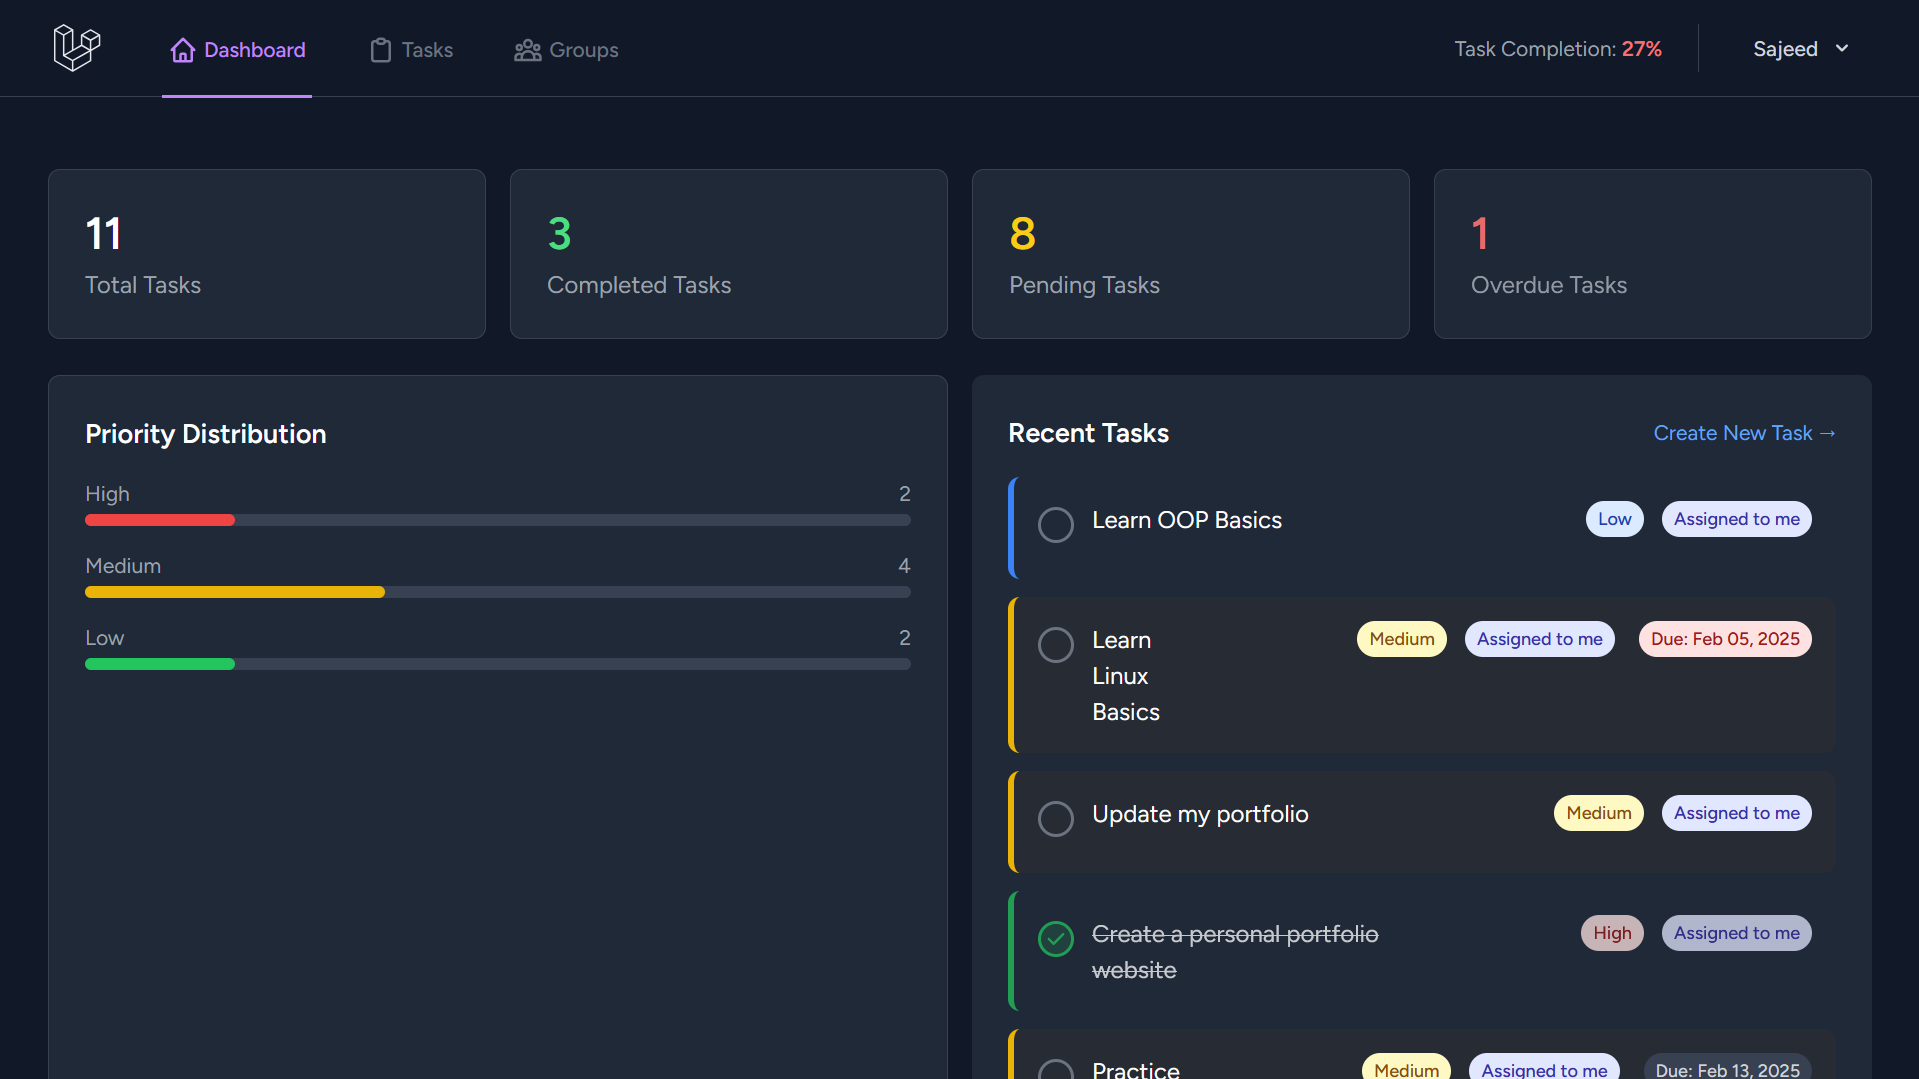 Dashboard
Tasks
Groups
Task Completion: 27%
Sajeed
11
Total Tasks
3
Completed Tasks
8
Pending Tasks
1
Overdue Tasks
Priority Distribution
High 2
Medium 4
Low 2
Recent Tasks
Create New Task →
Learn OOP Basics
Low
Assigned to me
Learn
Linux
Basics
Medium
Assigned to me
Due: Feb 05, 2025
Update my portfolio
Medium
Assigned to me
Create a personal portfolio
website
High
Assigned to me
Practice
Medium
Assigned to me
Due: Feb 13, 2025